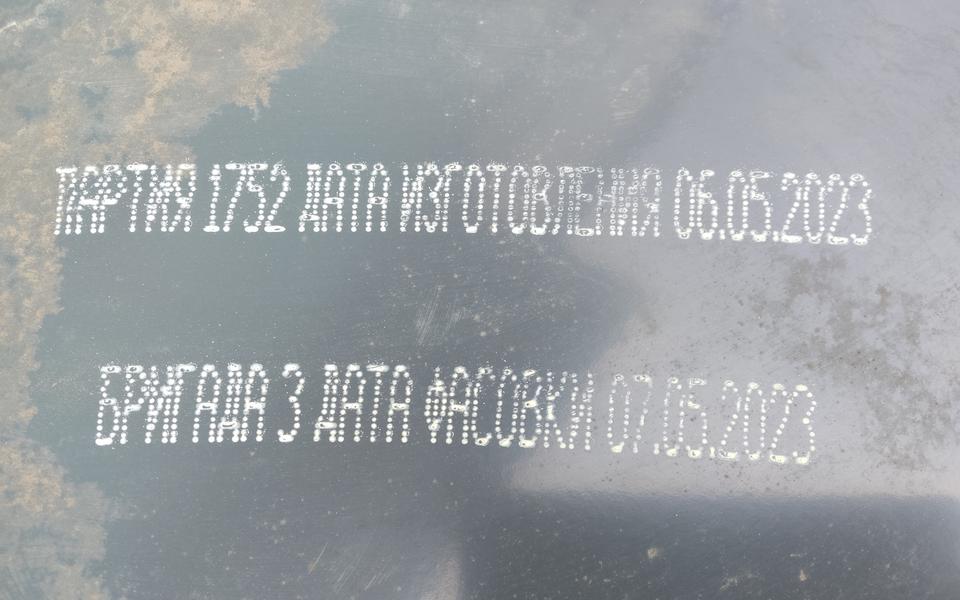 ПАРТИЯ 1752 ДАТА ИЗГОТОВЛЕНИЯ 06.05.2023
БРИГАДА 3 ДАТА ФАСОВКИ 07.05.2023